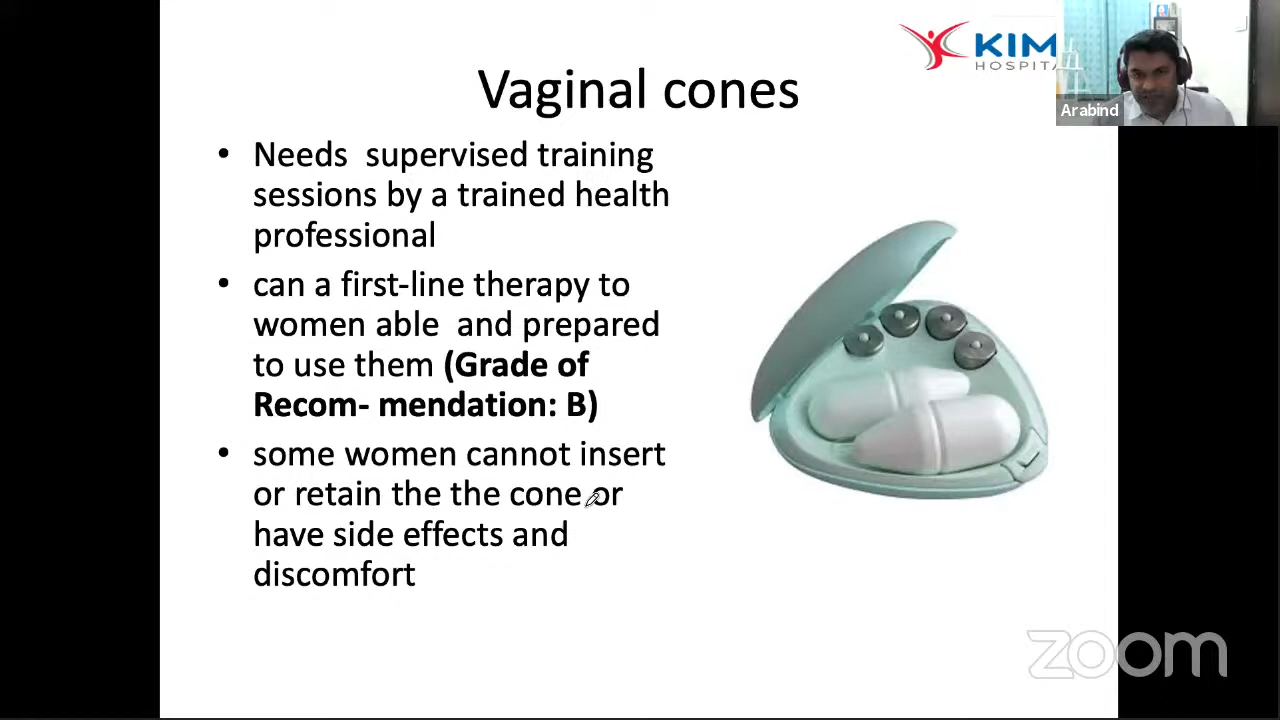 KIM
HOSPITA
Arabind
Vaginal cones
• Needs supervised training
sessions by a trained health
professional
• can a first-line therapy to
women able and prepared
to use them (Grade of
Recom- mendation: B)
• some women cannot insert
or retain the the cone or
have side effects and
discomfort
zoom